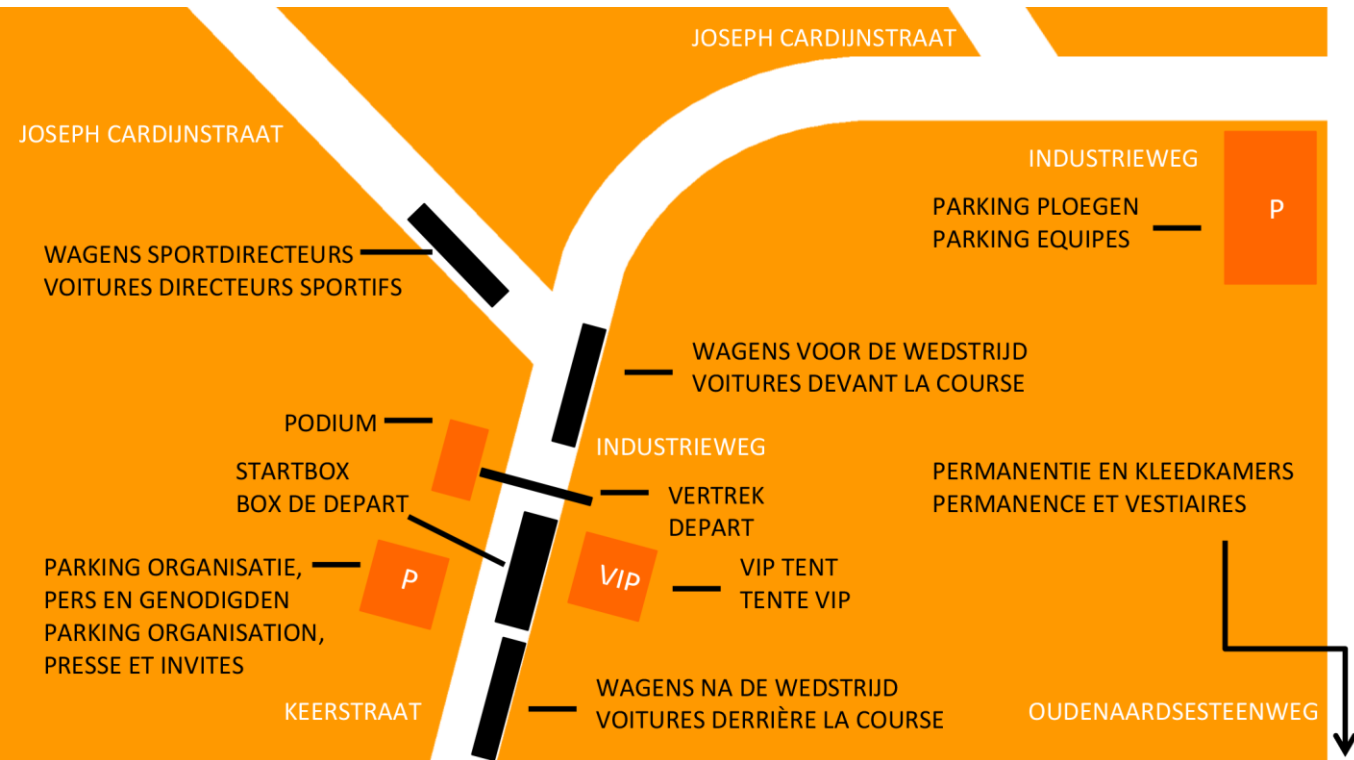 JOSEPH CARDIJNSTRAAT
JOSEPH CARDIJNSTRAAT
INDUSTRIEWEG
PARKING PLOEGEN
PARKING EQUIPES
P
WAGENS SPORTDIRECTEURS
VOITURES DIRECTEURS SPORTIFS
WAGENS VOOR DE WEDSTRIJD
VOITURES DEVANT LA COURSE
PODIUM
INDUSTRIEWEG
STARTBOX
BOX DE DEPART
VERTREK
DEPART
PERMANENTIE EN KLEEDKAMERS
PERMANENCE ET VESTIAIRES
PARKING ORGANISATIE,
PERS EN GENODIGDEN
PARKING ORGANISATION,
PRESSE ET INVITES
P
VIP
VIP TENT
TENTE VIP
KEERSTRAAT
WAGENS NA DE WEDSTRIJD
VOITURES DERRIÈRE LA COURSE
OUDENAARDSESTEENWEG